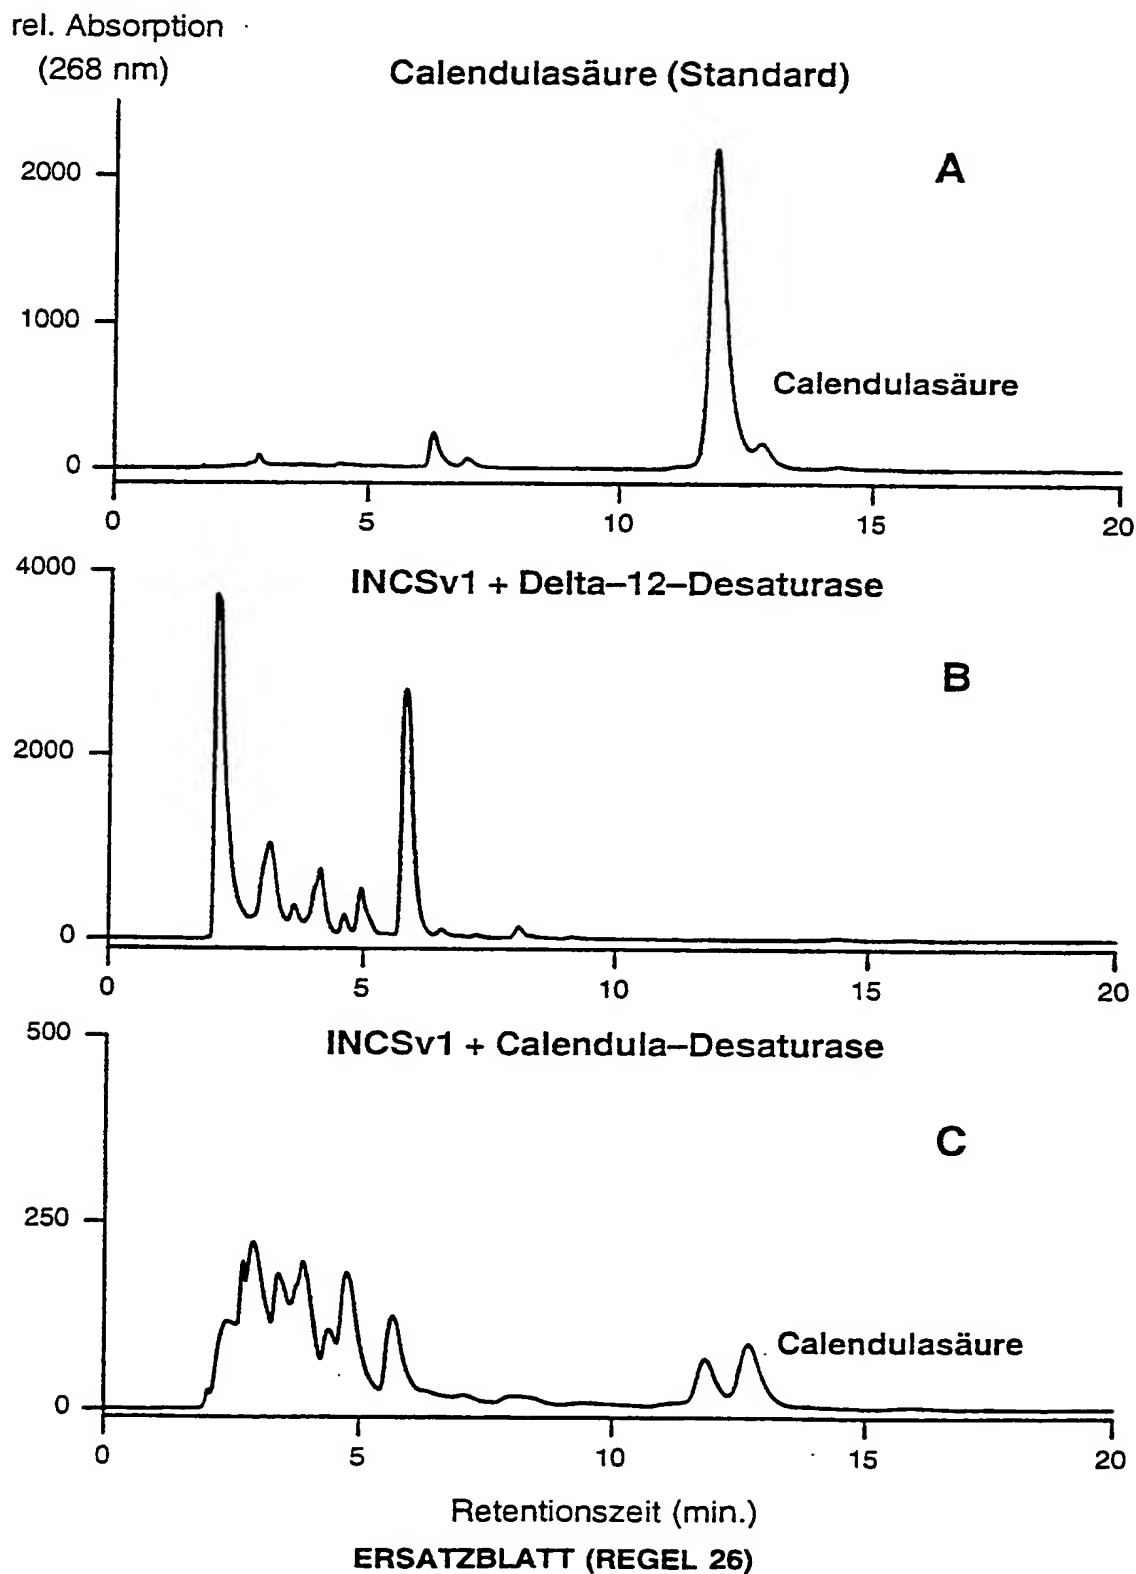 rel. Absorption
(268 nm)
Calendulasäure (Standard)
A
2000
1000
0
Calendulasäure
0 5 10 15 20
4000
INCSv1 + Delta–12–Desaturase
B
2000
0
0 5 10 15 20
500
INCSv1 + Calendula–Desaturase
C
250
Calendulasäure
0
0 5 10 15 20
Retentionszeit (min.)
ERSATZBLATT (REGEL 26)